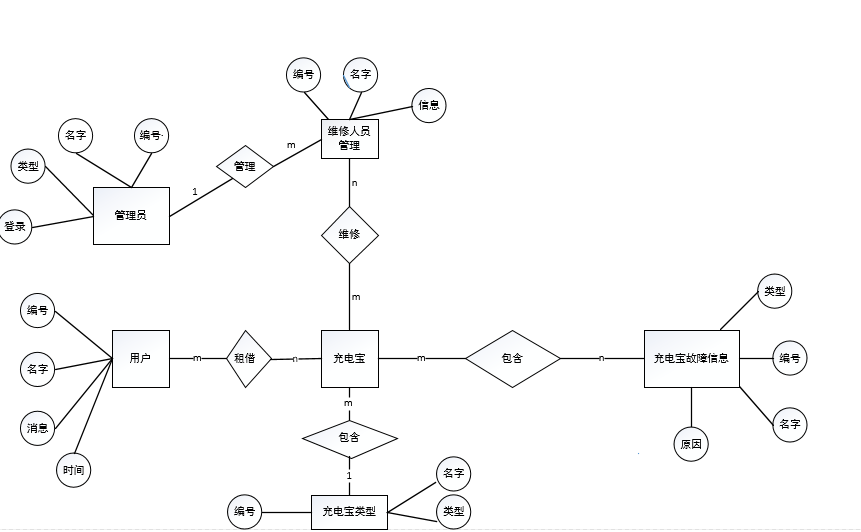 编号
名字
信息
维修人员
管理
名字
编号
类型
管理
m
1
n
管理员
登录
维修
m
类型
编号
用户
m
租借
n
充电宝
m
包含
n
充电宝故障信息
编号
名字
m
消息
名字
包含
原因
时间
1
名字
编号
充电宝类型
类型